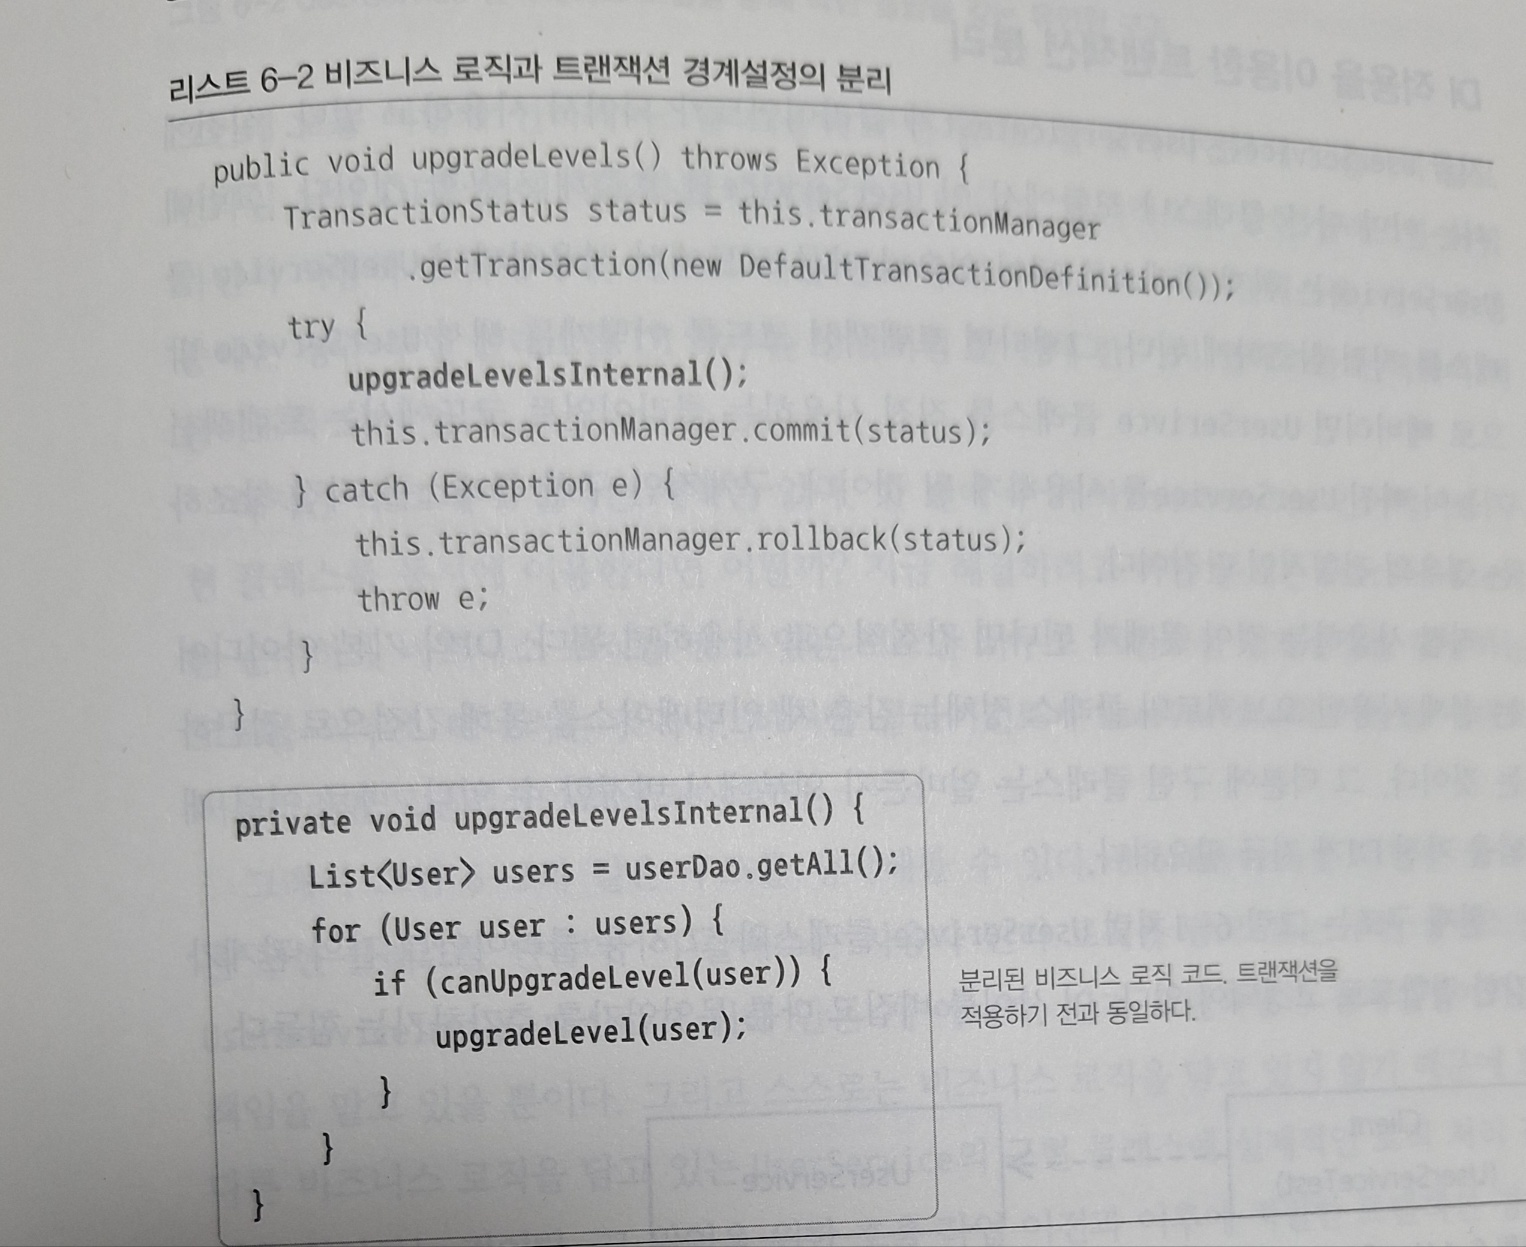 리스트 6-2 비즈니스 로직과 트랜잭션 경계설정의 분리
public void upgradeLevels() throws Exception {
TransactionStatus status = this.transactionManager
.getTransaction(new DefaultTransactionDefinition());
try {
upgradeLevelsInternal();
this.transactionManager.commit(status);
} catch (Exception e) {
this.transactionManager.rollback(status);
throw e;
}
}
private void upgradeLevelsInternal() {
List<User> users = userDao.getAll();
for (User user : users) {
if (canUpgradeLevel(user)) {
upgradeLevel(user);
}
}
}
분리된 비즈니스 로직 코드. 트랜잭션을
적용하기 전과 동일하다.